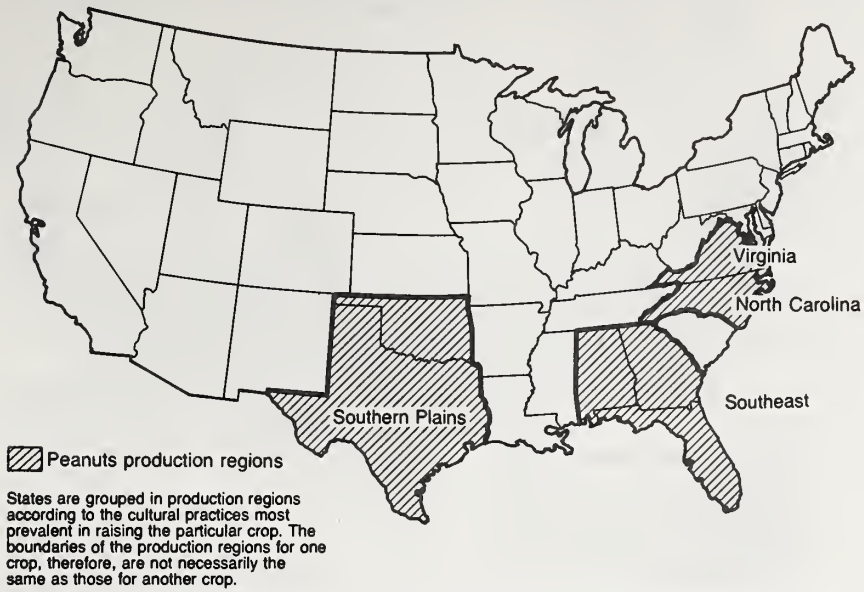 Virginia
North Carolina
Southeast
Southern Plains
Peanuts production regions
States are grouped in production regions
according to the cultural practices most
prevalent in raising the particular crop. The
boundaries of the production regions for one
crop, therefore, are not necessarily the
same as those for another crop.